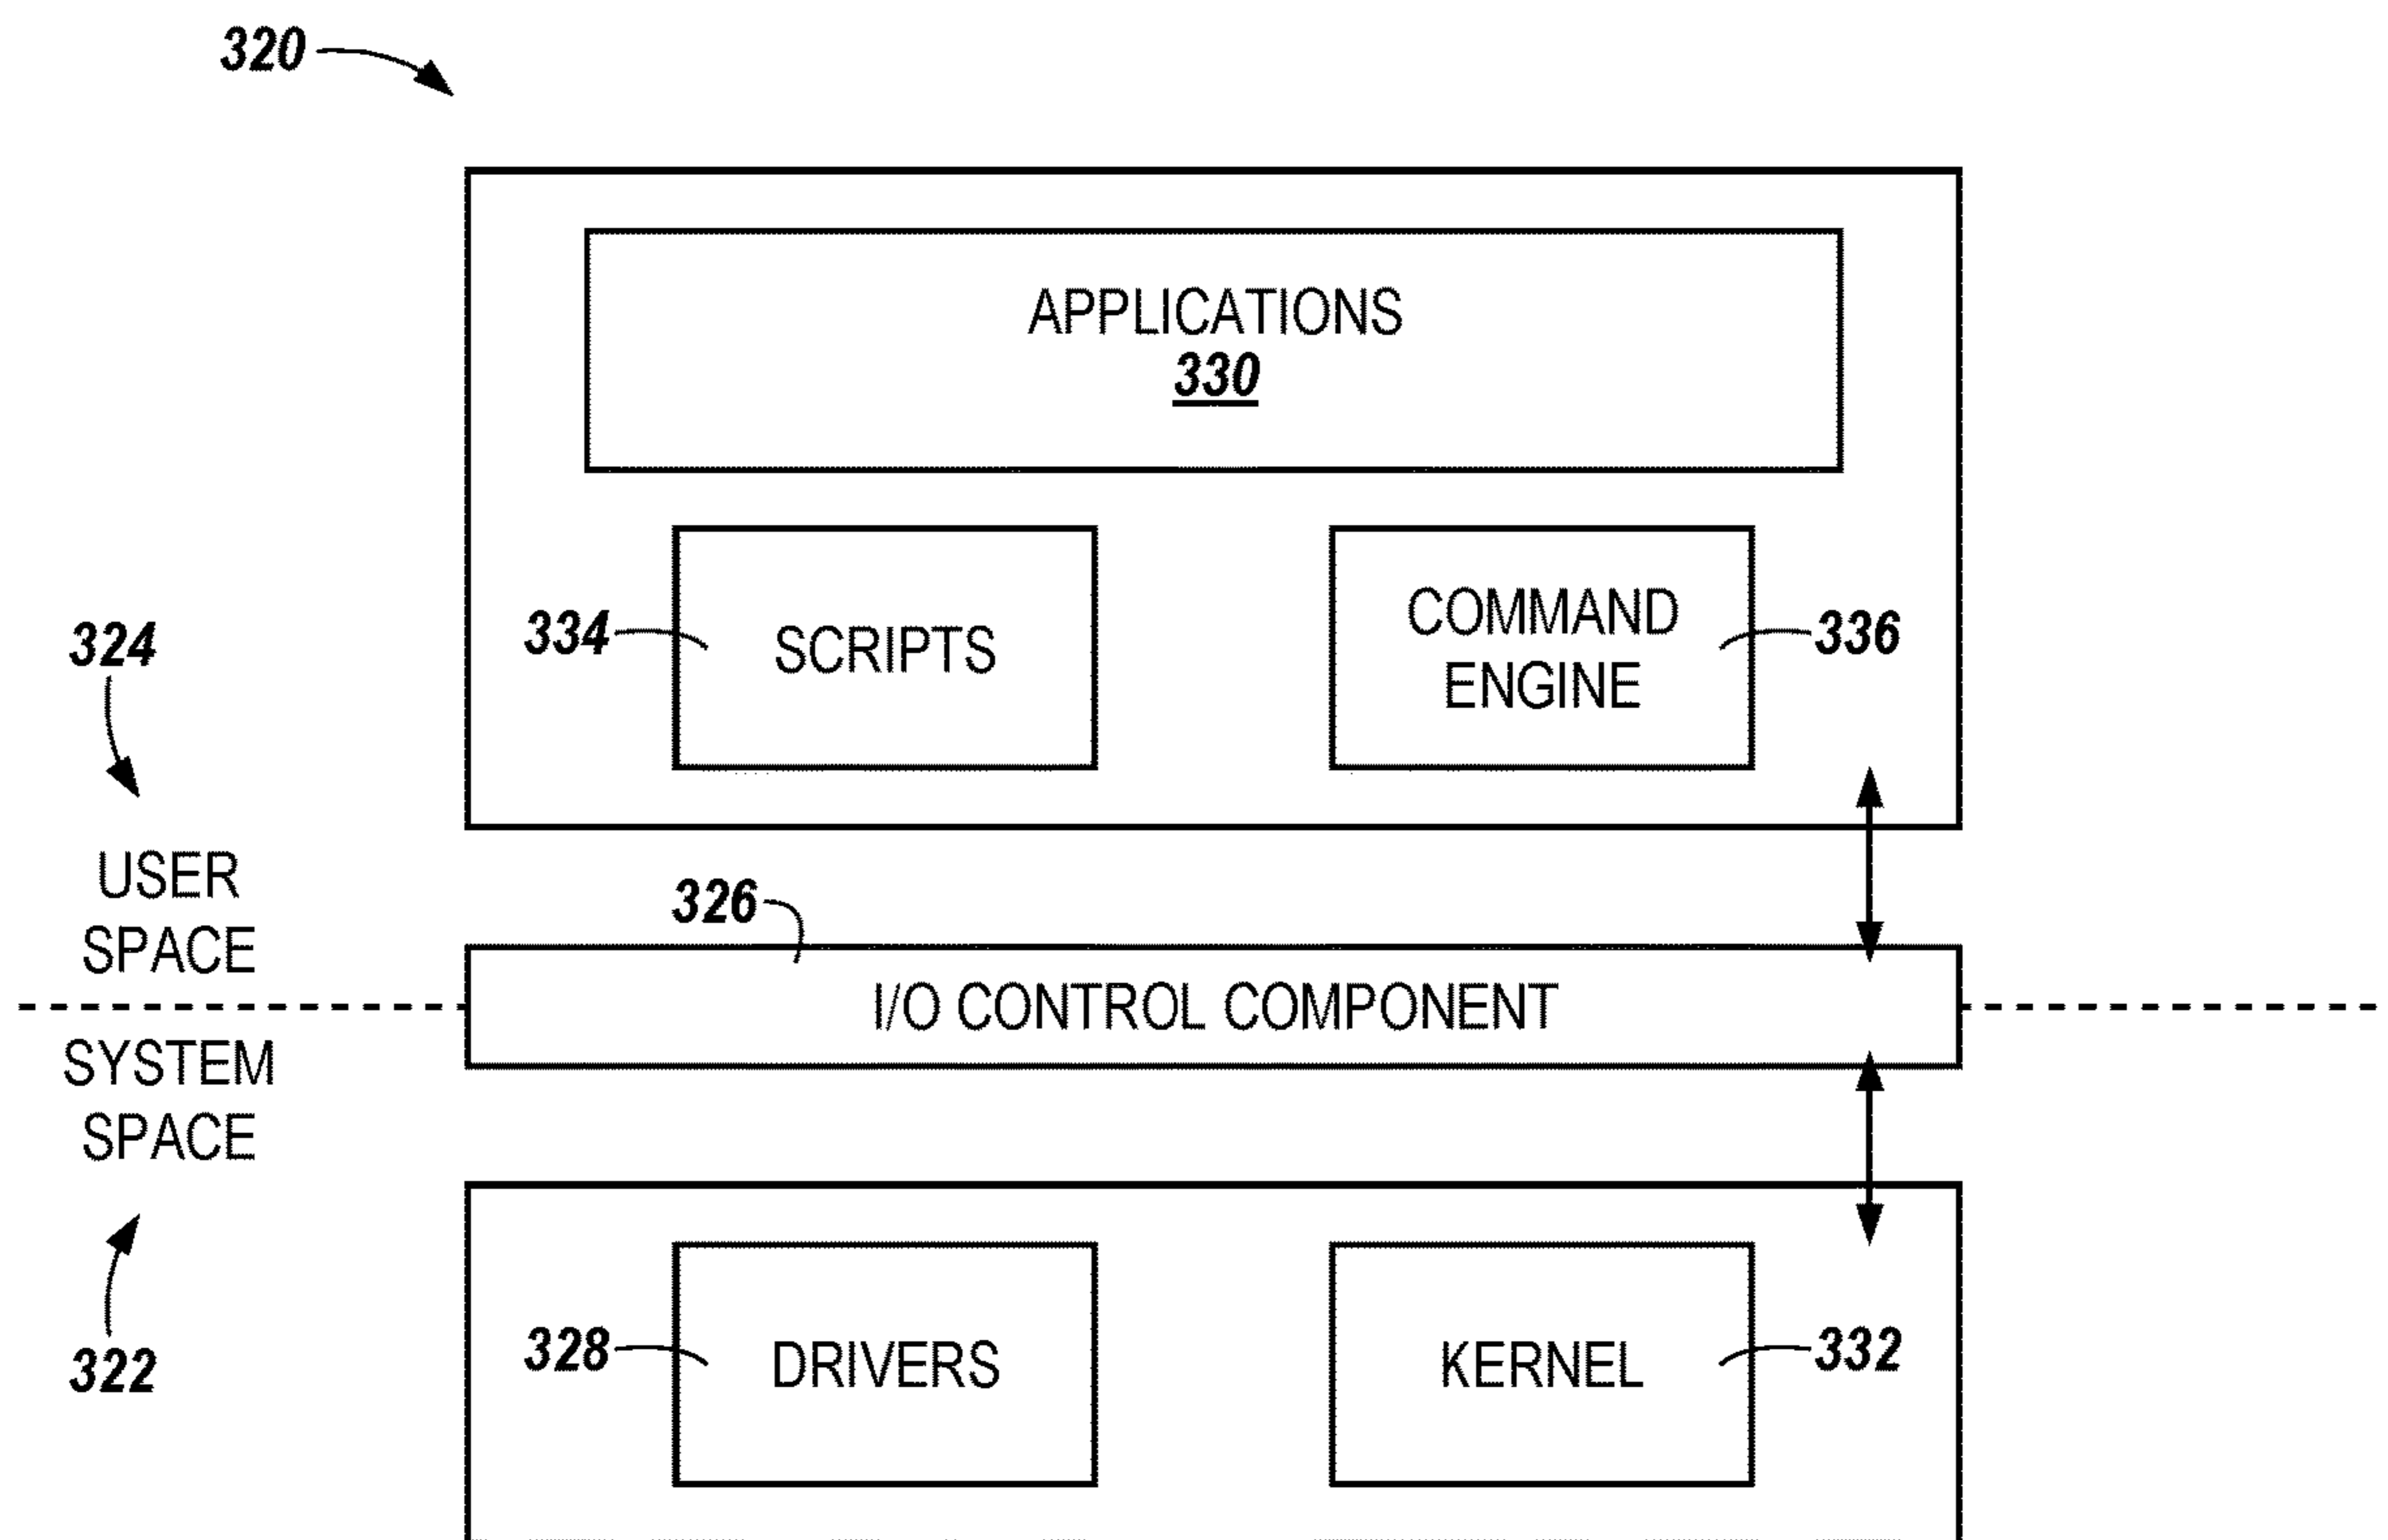 320
APPLICATIONS
330
334
SCRIPTS
COMMAND
ENGINE
336
324
USER
SPACE
326
I/O CONTROL COMPONENT
SYSTEM
SPACE
322
328
DRIVERS
KERNEL
332